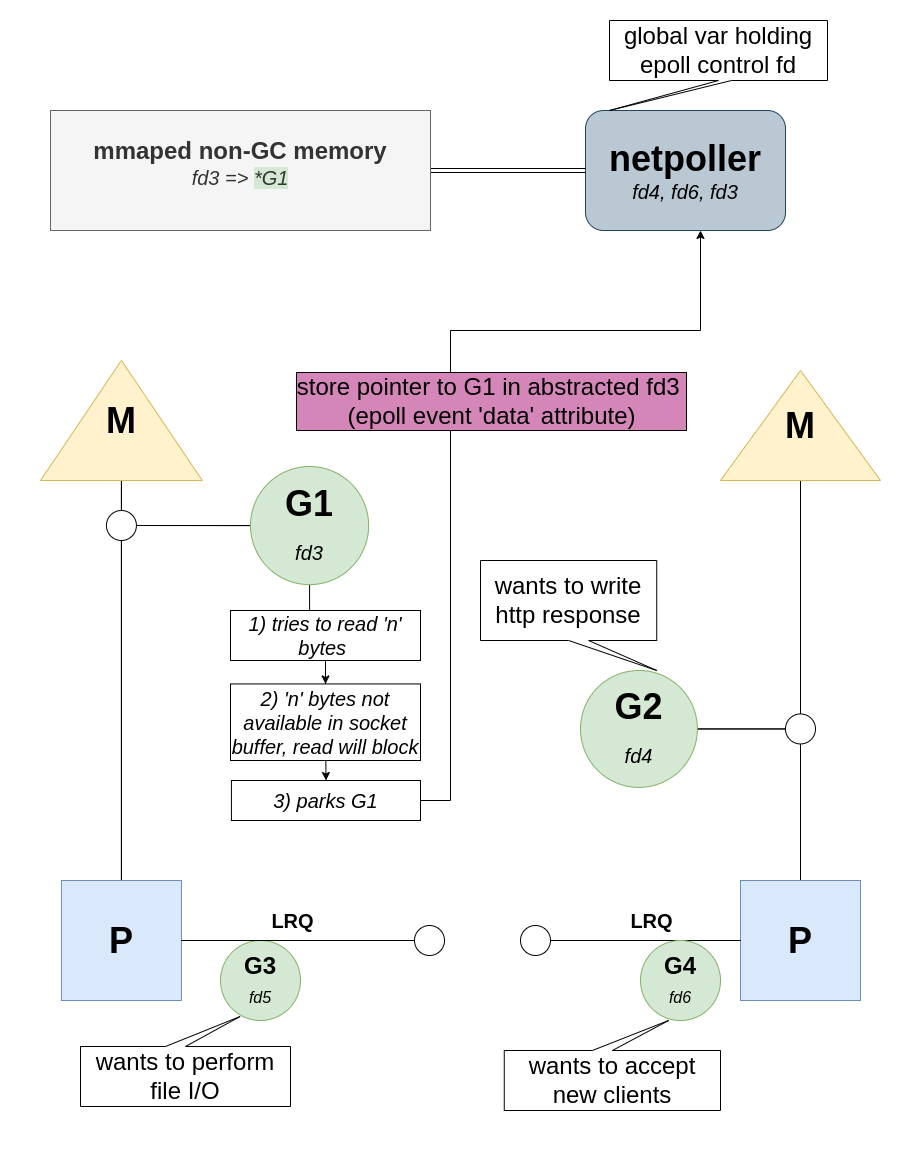 global var holding
epoll control fd
mmaped non-GC memory
fd3 => *G1
netpoller
fd4, fd6, fd3
store pointer to G1 in abstracted fd3
(epoll event 'data' attribute)
M
M
G1
fd3
1) tries to read 'n'
bytes
2) 'n' bytes not
available in socket
buffer, read will block
3) parks G1
wants to write
http response
G2
fd4
P
LRQ
G3
fd5
wants to perform
file I/O
LRQ
P
G4
fd6
wants to accept
new clients